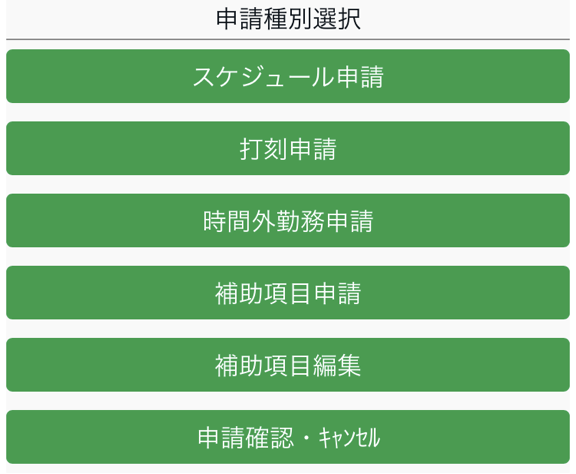 申請種別選択
スケジュール申請
打刻申請
時間外勤務申請
補助項目申請
補助項目編集
申請確認・ｷｬﾝｾﾙ